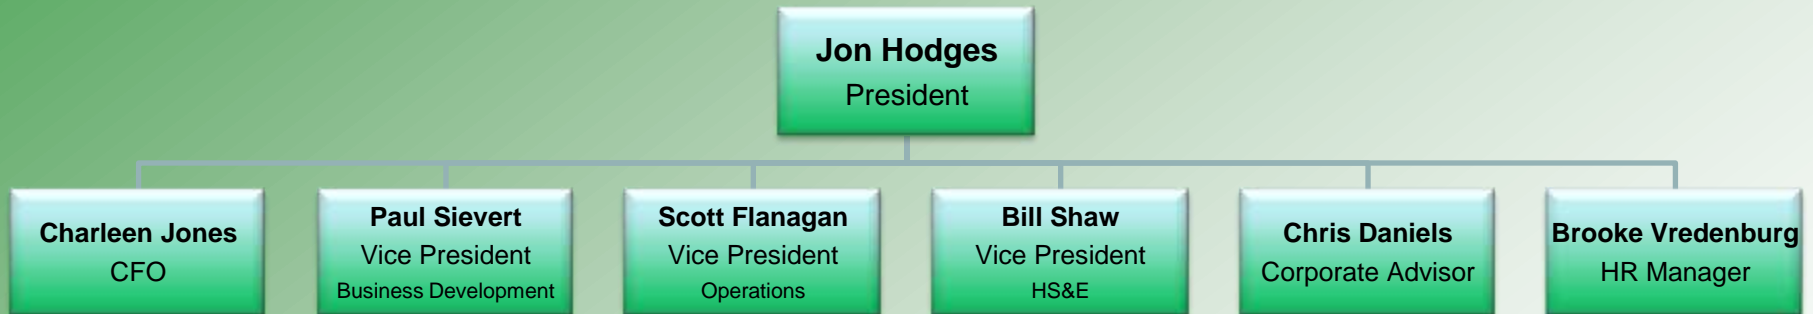 Jon Hodges
President
Charleen Jones
CFO
Paul Sievert
Vice President
Business Development
Scott Flanagan
Vice President
Operations
Bill Shaw
Vice President
HS&E
Chris Daniels
Corporate Advisor
Brooke Vredenburg
HR Manager